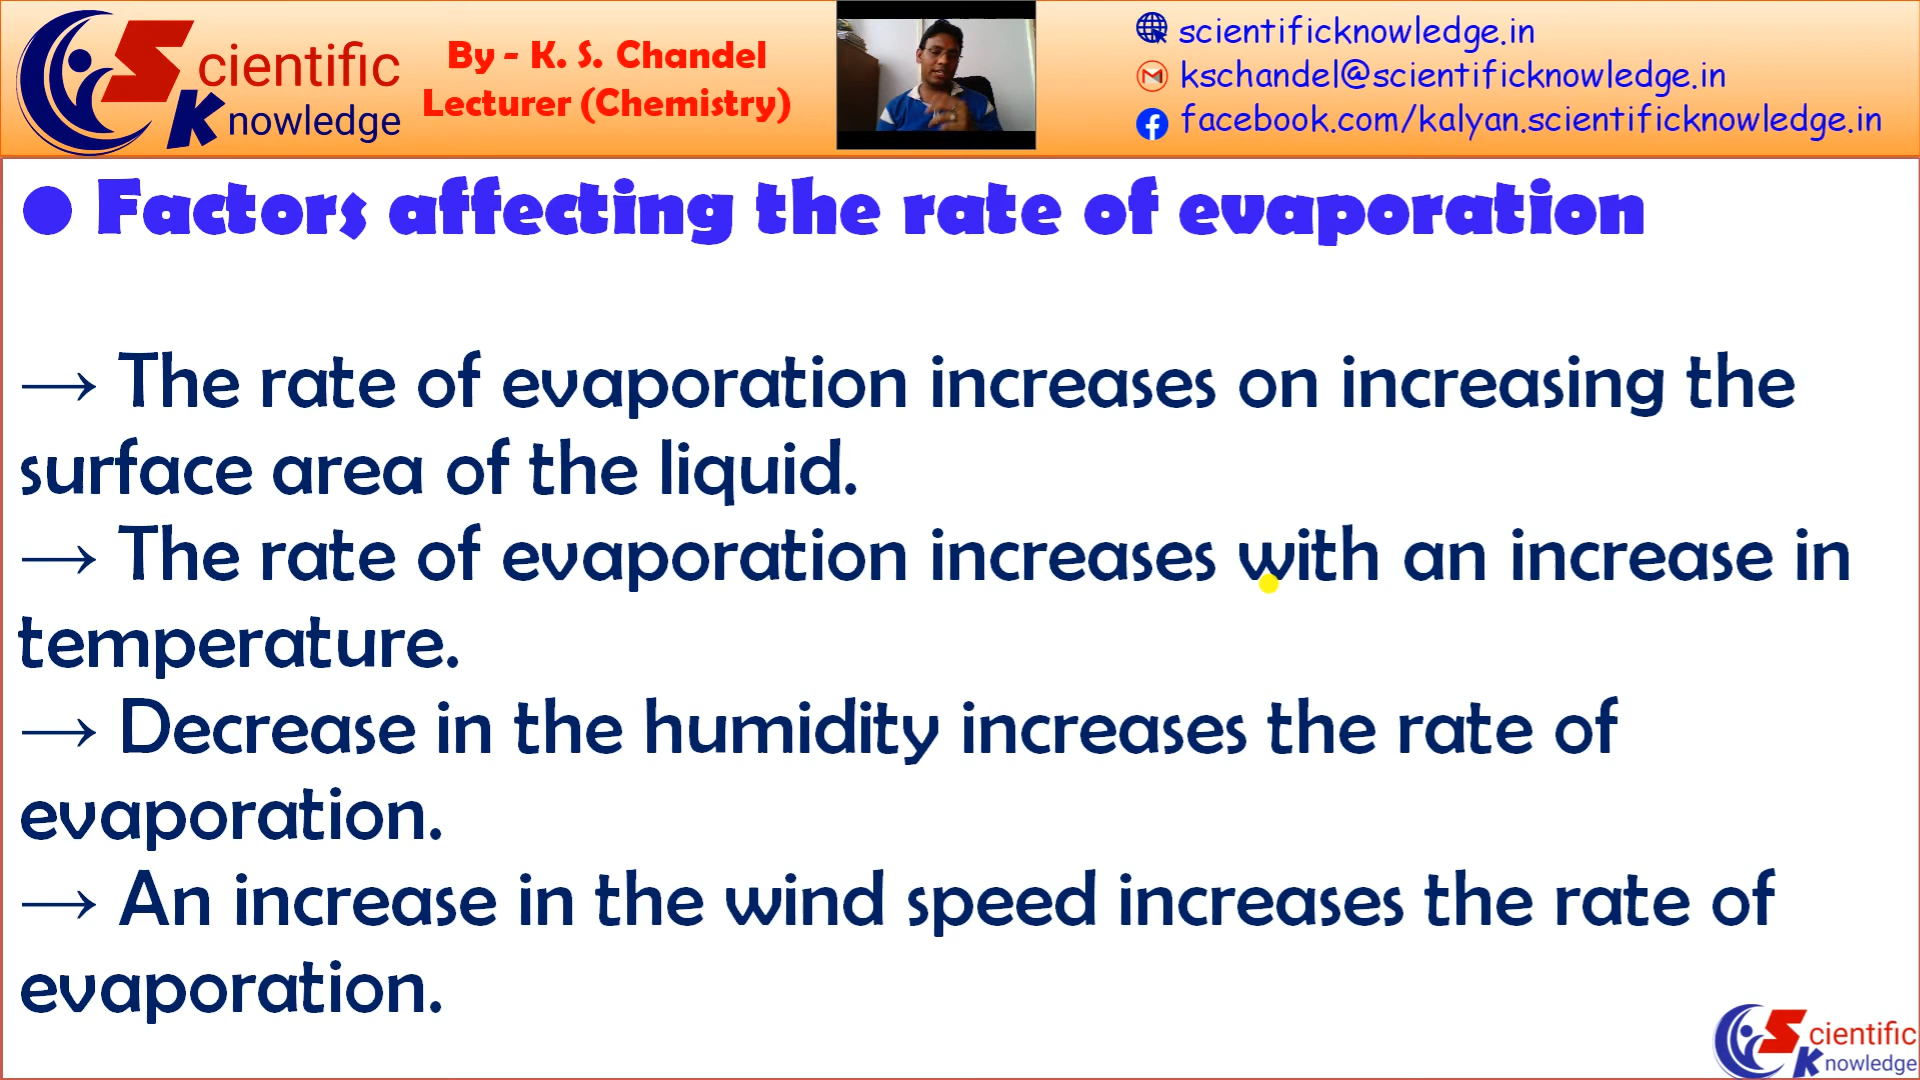 Scientific
Knowledge
By - K. S. Chandel
Lecturer (Chemistry)
scientificknowledge.in
kschandel@scientificknowledge.in
facebook.com/kalyan.scientificknowledge.in
● Factors affecting the rate of evaporation
→ The rate of evaporation increases on increasing the
surface area of the liquid.
→ The rate of evaporation increases with an increase in
temperature.
→ Decrease in the humidity increases the rate of
evaporation.
→ An increase in the wind speed increases the rate of
evaporation.
Scientific
Knowledge